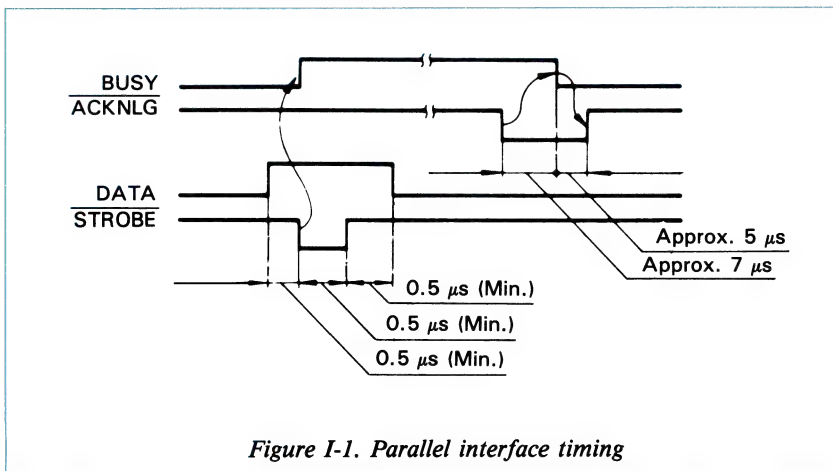 BUSY
ACKNLG
DATA
STROBE
Approx. 5 μs
Approx. 7 μs
0.5 μs (Min.)
0.5 μs (Min.)
0.5 μs (Min.)
Figure I-1. Parallel interface timing